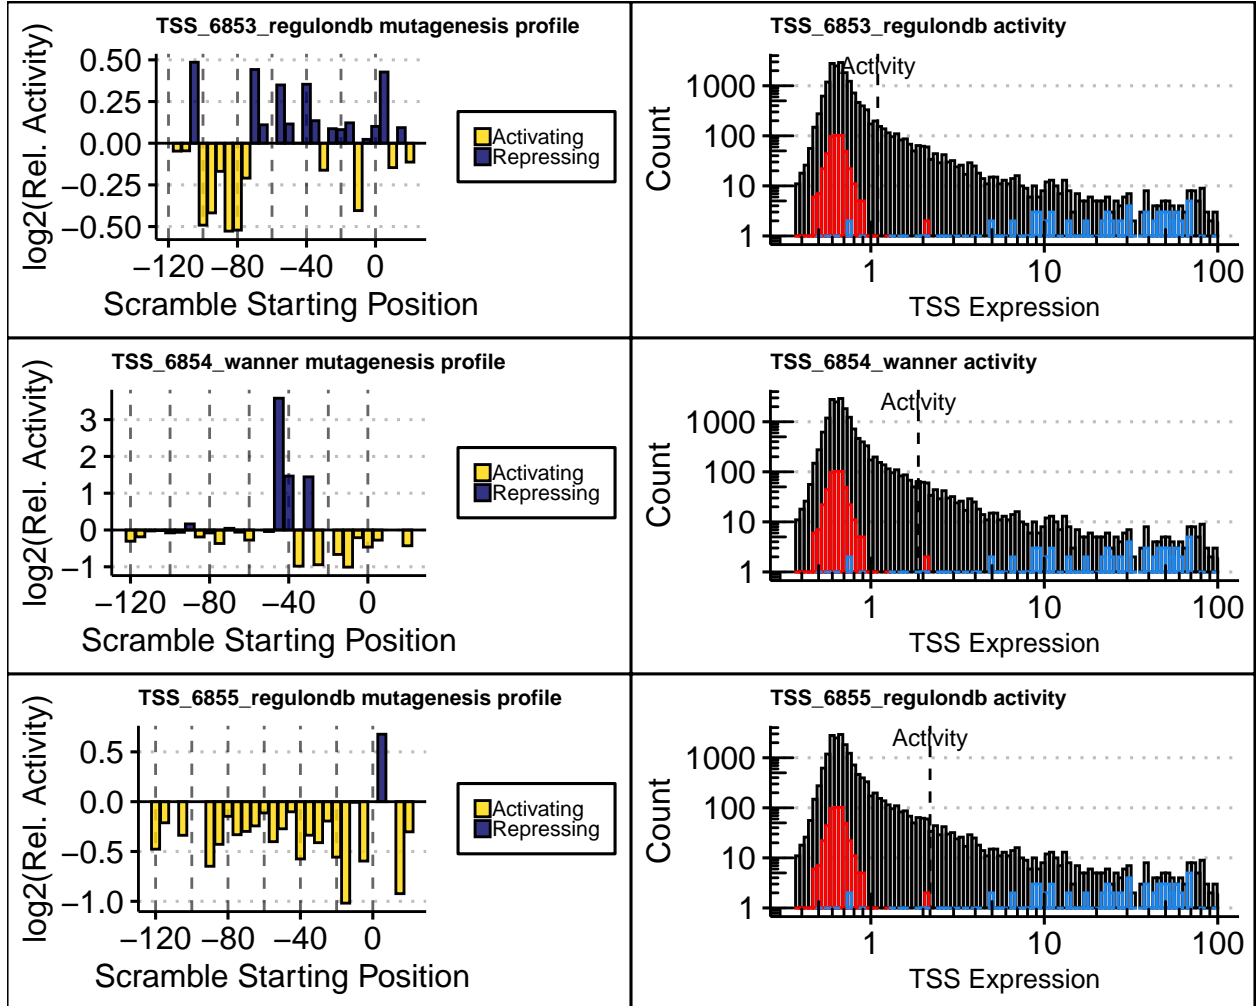 TSS_6853_regulondb mutagenesis profile
log2(Rel. Activity)
0.50
0.25
0.00
−0.25
−0.50
−120 −80 −40 0
Scramble Starting Position
Activating
Repressing
TSS_6853_regulondb activity
Activity
Count
1000
100
10
1
1 10 100
TSS Expression
TSS_6854_wanner mutagenesis profile
log2(Rel. Activity)
3
2
1
0
−1
−120 −80 −40 0
Scramble Starting Position
Activating
Repressing
TSS_6854_wanner activity
Activity
Count
1000
100
10
1
1 10 100
TSS Expression
TSS_6855_regulondb mutagenesis profile
log2(Rel. Activity)
0.5
0.0
−0.5
−1.0
−120 −80 −40 0
Scramble Starting Position
Activating
Repressing
TSS_6855_regulondb activity
Activity
Count
1000
100
10
1
1 10 100
TSS Expression